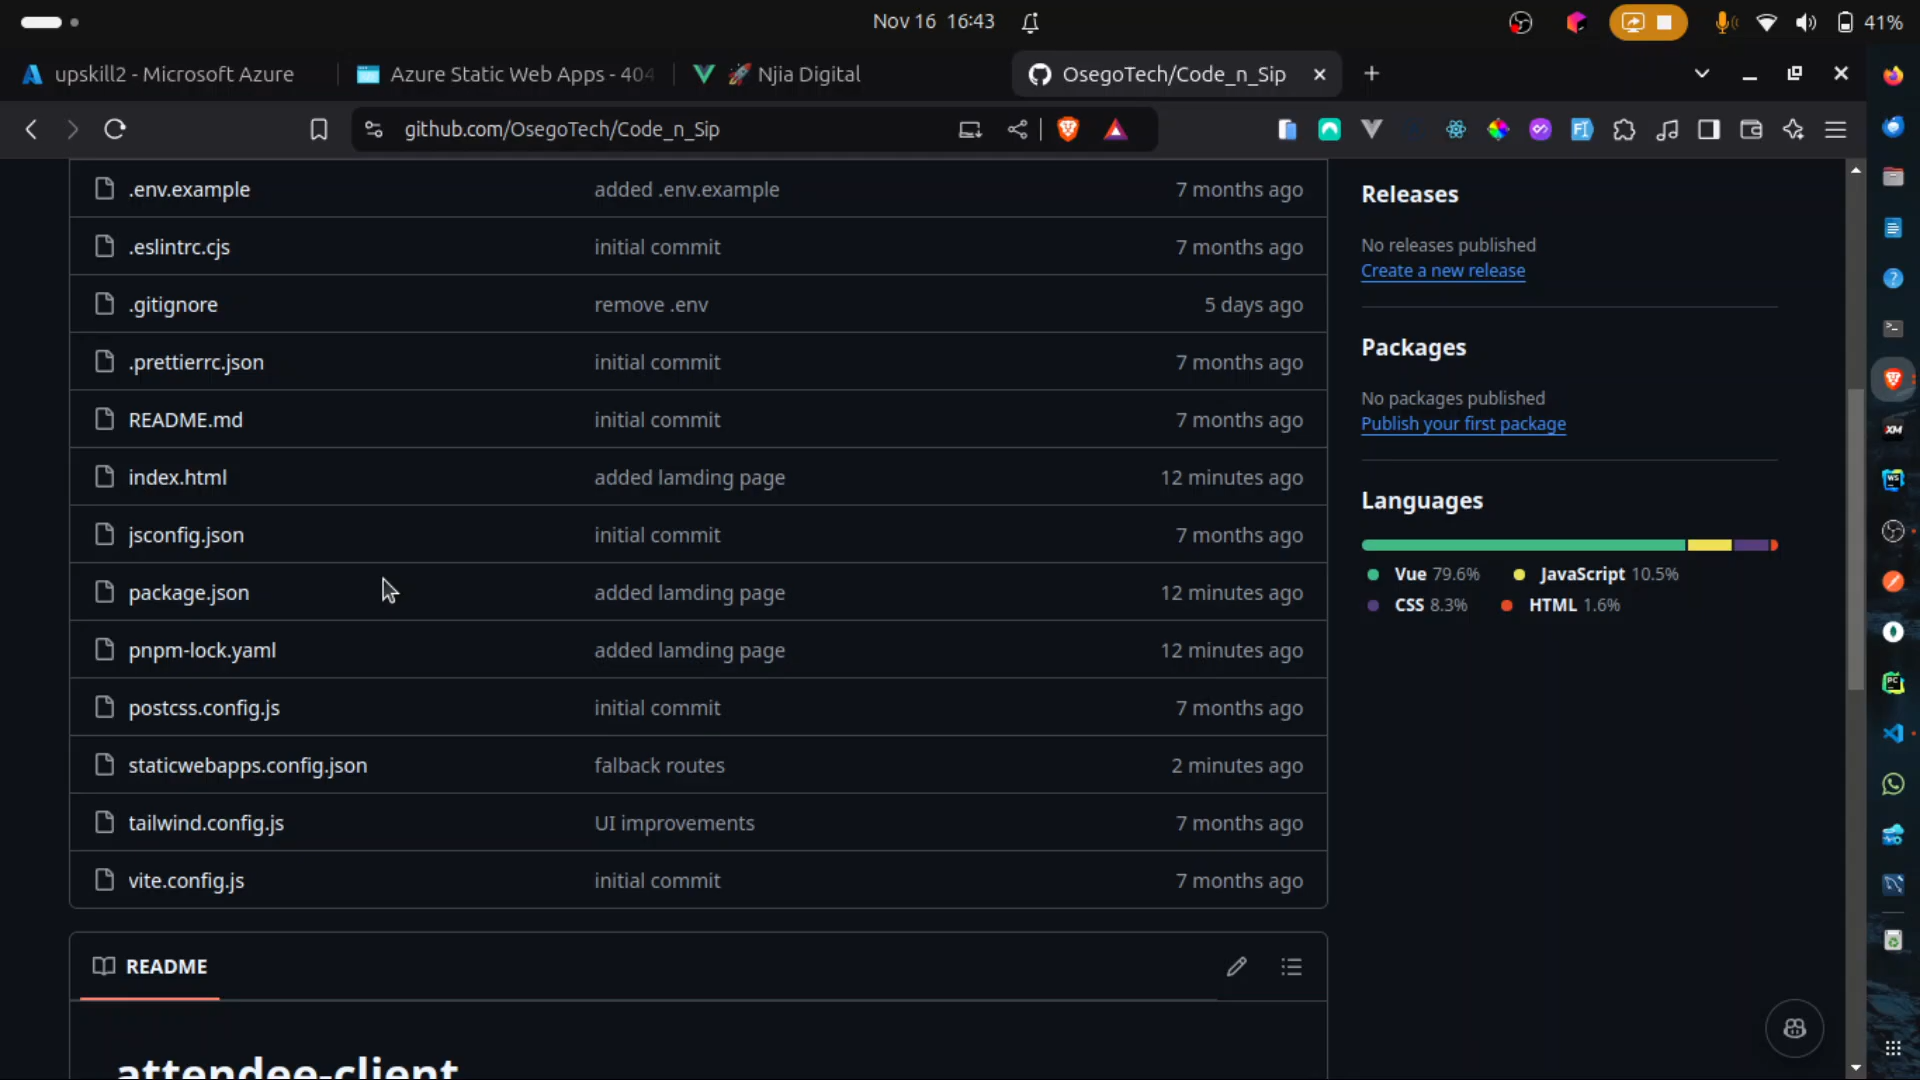 Nov 16 16:43
41%
upskill2 - Microsoft Azure
Azure Static Web Apps - 404
🚀 Njia Digital
OsegoTech/Code_n_Sip
github.com/OsegoTech/Code_n_Sip
.env.example added .env.example 7 months ago
.eslintrc.cjs initial commit 7 months ago
.gitignore remove .env 5 days ago
.prettierrc.json initial commit 7 months ago
README.md initial commit 7 months ago
index.html added lamding page 12 minutes ago
jsconfig.json initial commit 7 months ago
package.json added lamding page 12 minutes ago
pnpm-lock.yaml added lamding page 12 minutes ago
postcss.config.js initial commit 7 months ago
staticwebapps.config.json falback routes 2 minutes ago
tailwind.config.js UI improvements 7 months ago
vite.config.js initial commit 7 months ago
README
attendee-client
Releases
No releases published
Create a new release
Packages
No packages published
Publish your first package
Languages
Vue 79.6% JavaScript 10.5%
CSS 8.3% HTML 1.6%